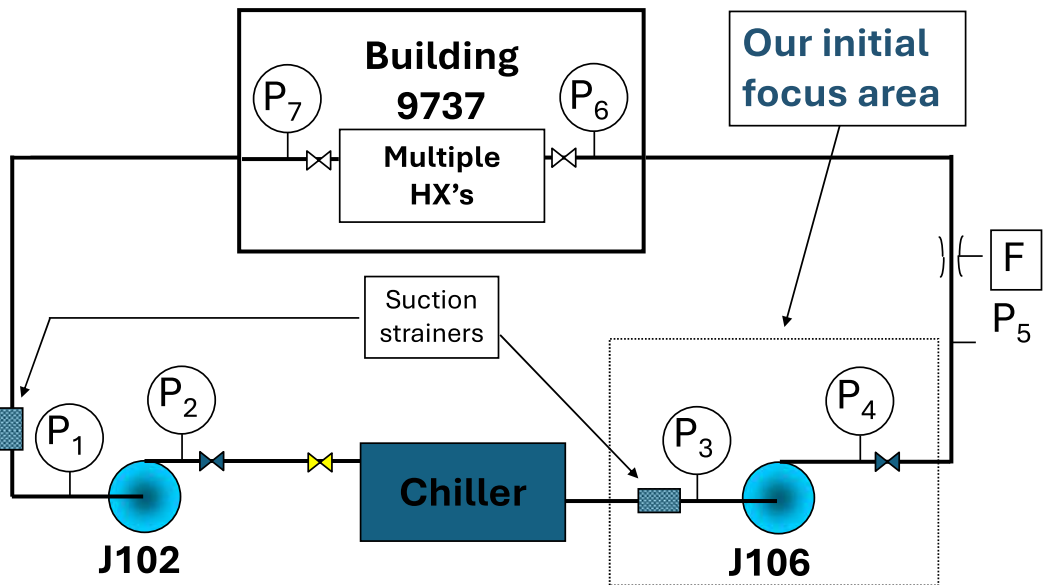 Building
9737
P7
P6
Multiple
HX's
Our initial
focus area
F
P5
Suction
strainers
P1
P2
Chiller
P3
P4
J102
J106